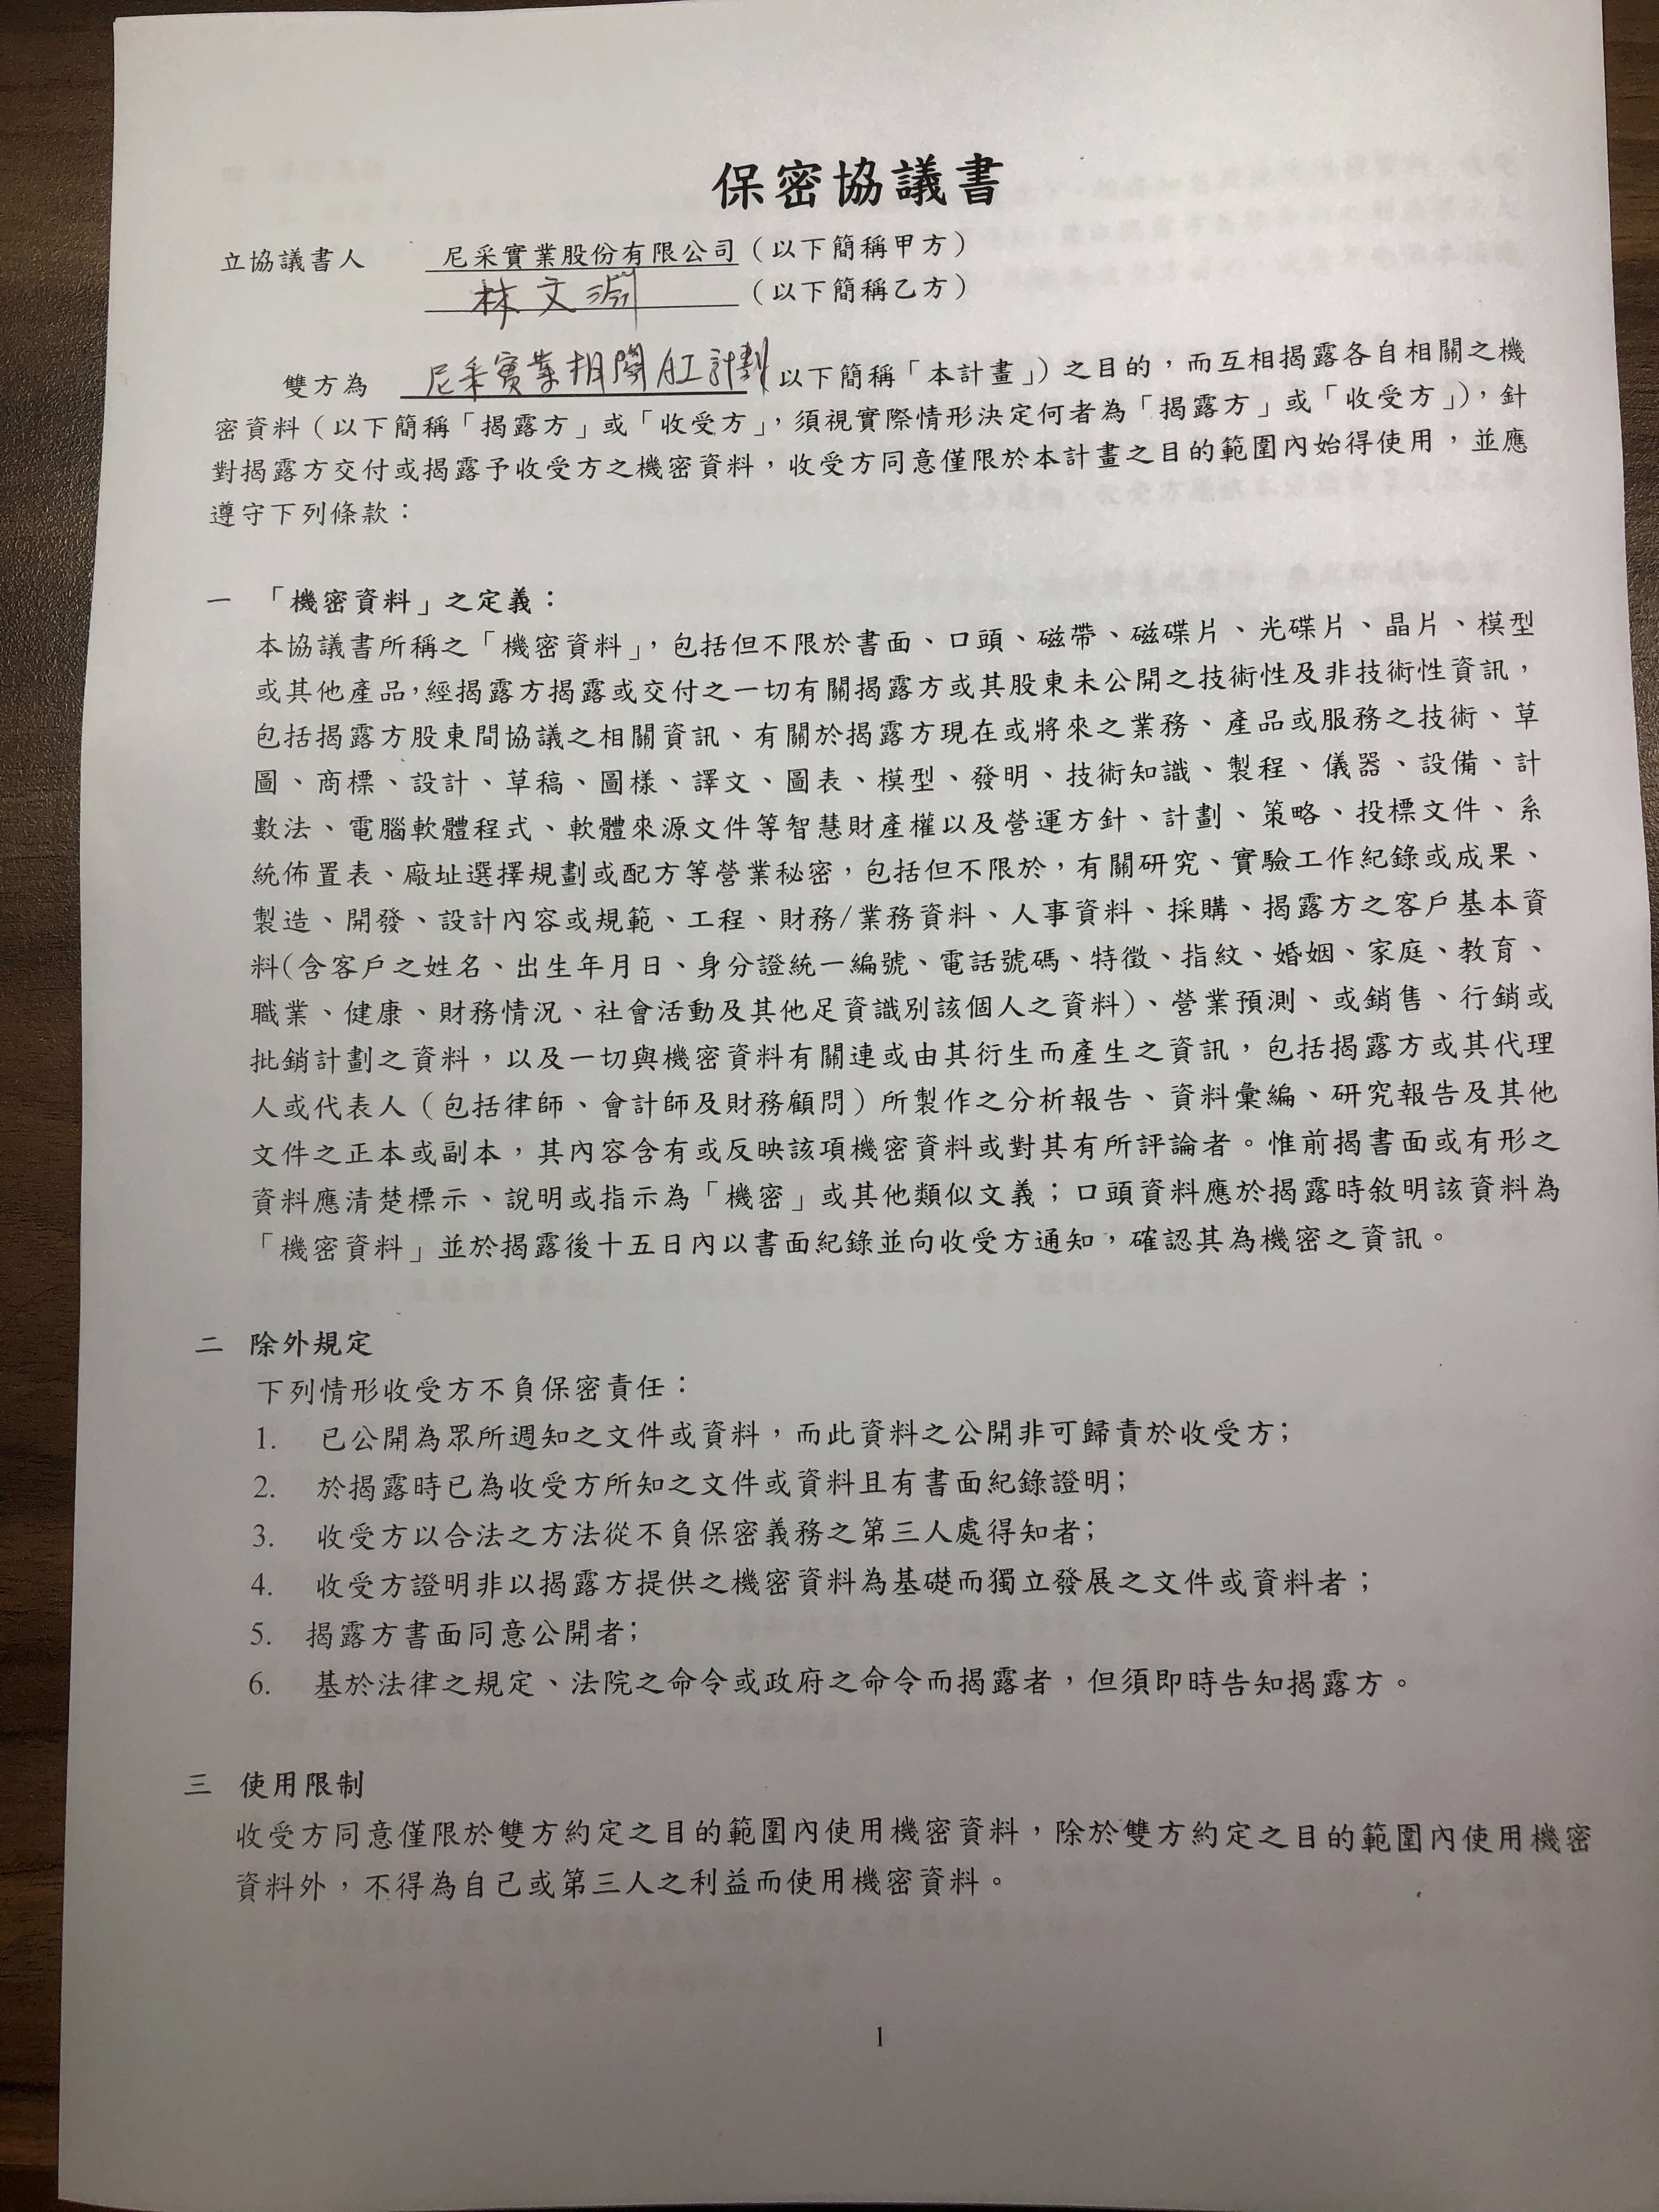 保密協議書
立協議書人 尼采實業股份有限公司（以下簡稱甲方）
林文淵（以下簡稱乙方）
雙方為 尼采實業相關AI計劃 以下簡稱「本計畫」）之目的，而互相揭露各自相關之機
密資料（以下簡稱「揭露方」或「收受方」，須視實際情形決定何者為「揭露方」或「收受方」），針
對揭露方交付或揭露予收受方之機密資料，收受方同意僅限於本計畫之目的範圍內始得使用，並應
遵守下列條款：
一 「機密資料」之定義：
本協議書所稱之「機密資料」，包括但不限於書面、口頭、磁帶、磁碟片、光碟片、晶片、模型
或其他產品，經揭露方揭露或交付之一切有關揭露方或其股東未公開之技術性及非技術性資訊，
包括揭露方股東間協議之相關資訊、有關於揭露方現在或將來之業務、產品或服務之技術、草
圖、商標、設計、草稿、圖樣、譯文、圖表、模型、發明、技術知識、製程、儀器、設備、計
數法、電腦軟體程式、軟體來源文件等智慧財產權以及營運方針、計劃、策略、投標文件、系
統佈置表、廠址選擇規劃或配方等營業秘密，包括但不限於，有關研究、實驗工作紀錄或成果、
製造、開發、設計內容或規範、工程、財務/業務資料、人事資料、採購、揭露方之客戶基本資
料(含客戶之姓名、出生年月日、身分證統一編號、電話號碼、特徵、指紋、婚姻、家庭、教育、
職業、健康、財務情況、社會活動及其他足資識別該個人之資料)、營業預測、或銷售、行銷或
批銷計劃之資料，以及一切與機密資料有關連或由其衍生而產生之資訊，包括揭露方或其代理
人或代表人（包括律師、會計師及財務顧問）所製作之分析報告、資料彙編、研究報告及其他
文件之正本或副本，其內容含有或反映該項機密資料或對其有所評論者。惟前揭書面或有形之
資料應清楚標示、說明或指示為「機密」或其他類似文義；口頭資料應於揭露時敘明該資料為
「機密資料」並於揭露後十五日內以書面紀錄並向收受方通知，確認其為機密之資訊。
二 除外規定
下列情形收受方不負保密責任：
1. 已公開為眾所週知之文件或資料，而此資料之公開非可歸責於收受方；
2. 於揭露時已為收受方所知之文件或資料且有書面紀錄證明；
3. 收受方以合法之方法從不負保密義務之第三人處得知者；
4. 收受方證明非以揭露方提供之機密資料為基礎而獨立發展之文件或資料者；
5. 揭露方書面同意公開者；
6. 基於法律之規定、法院之命令或政府之命令而揭露者，但須即時告知揭露方。
三 使用限制
收受方同意僅限於雙方約定之目的範圍內使用機密資料，除於雙方約定之目的範圍內使用機密
資料外，不得為自己或第三人之利益而使用機密資料。
1